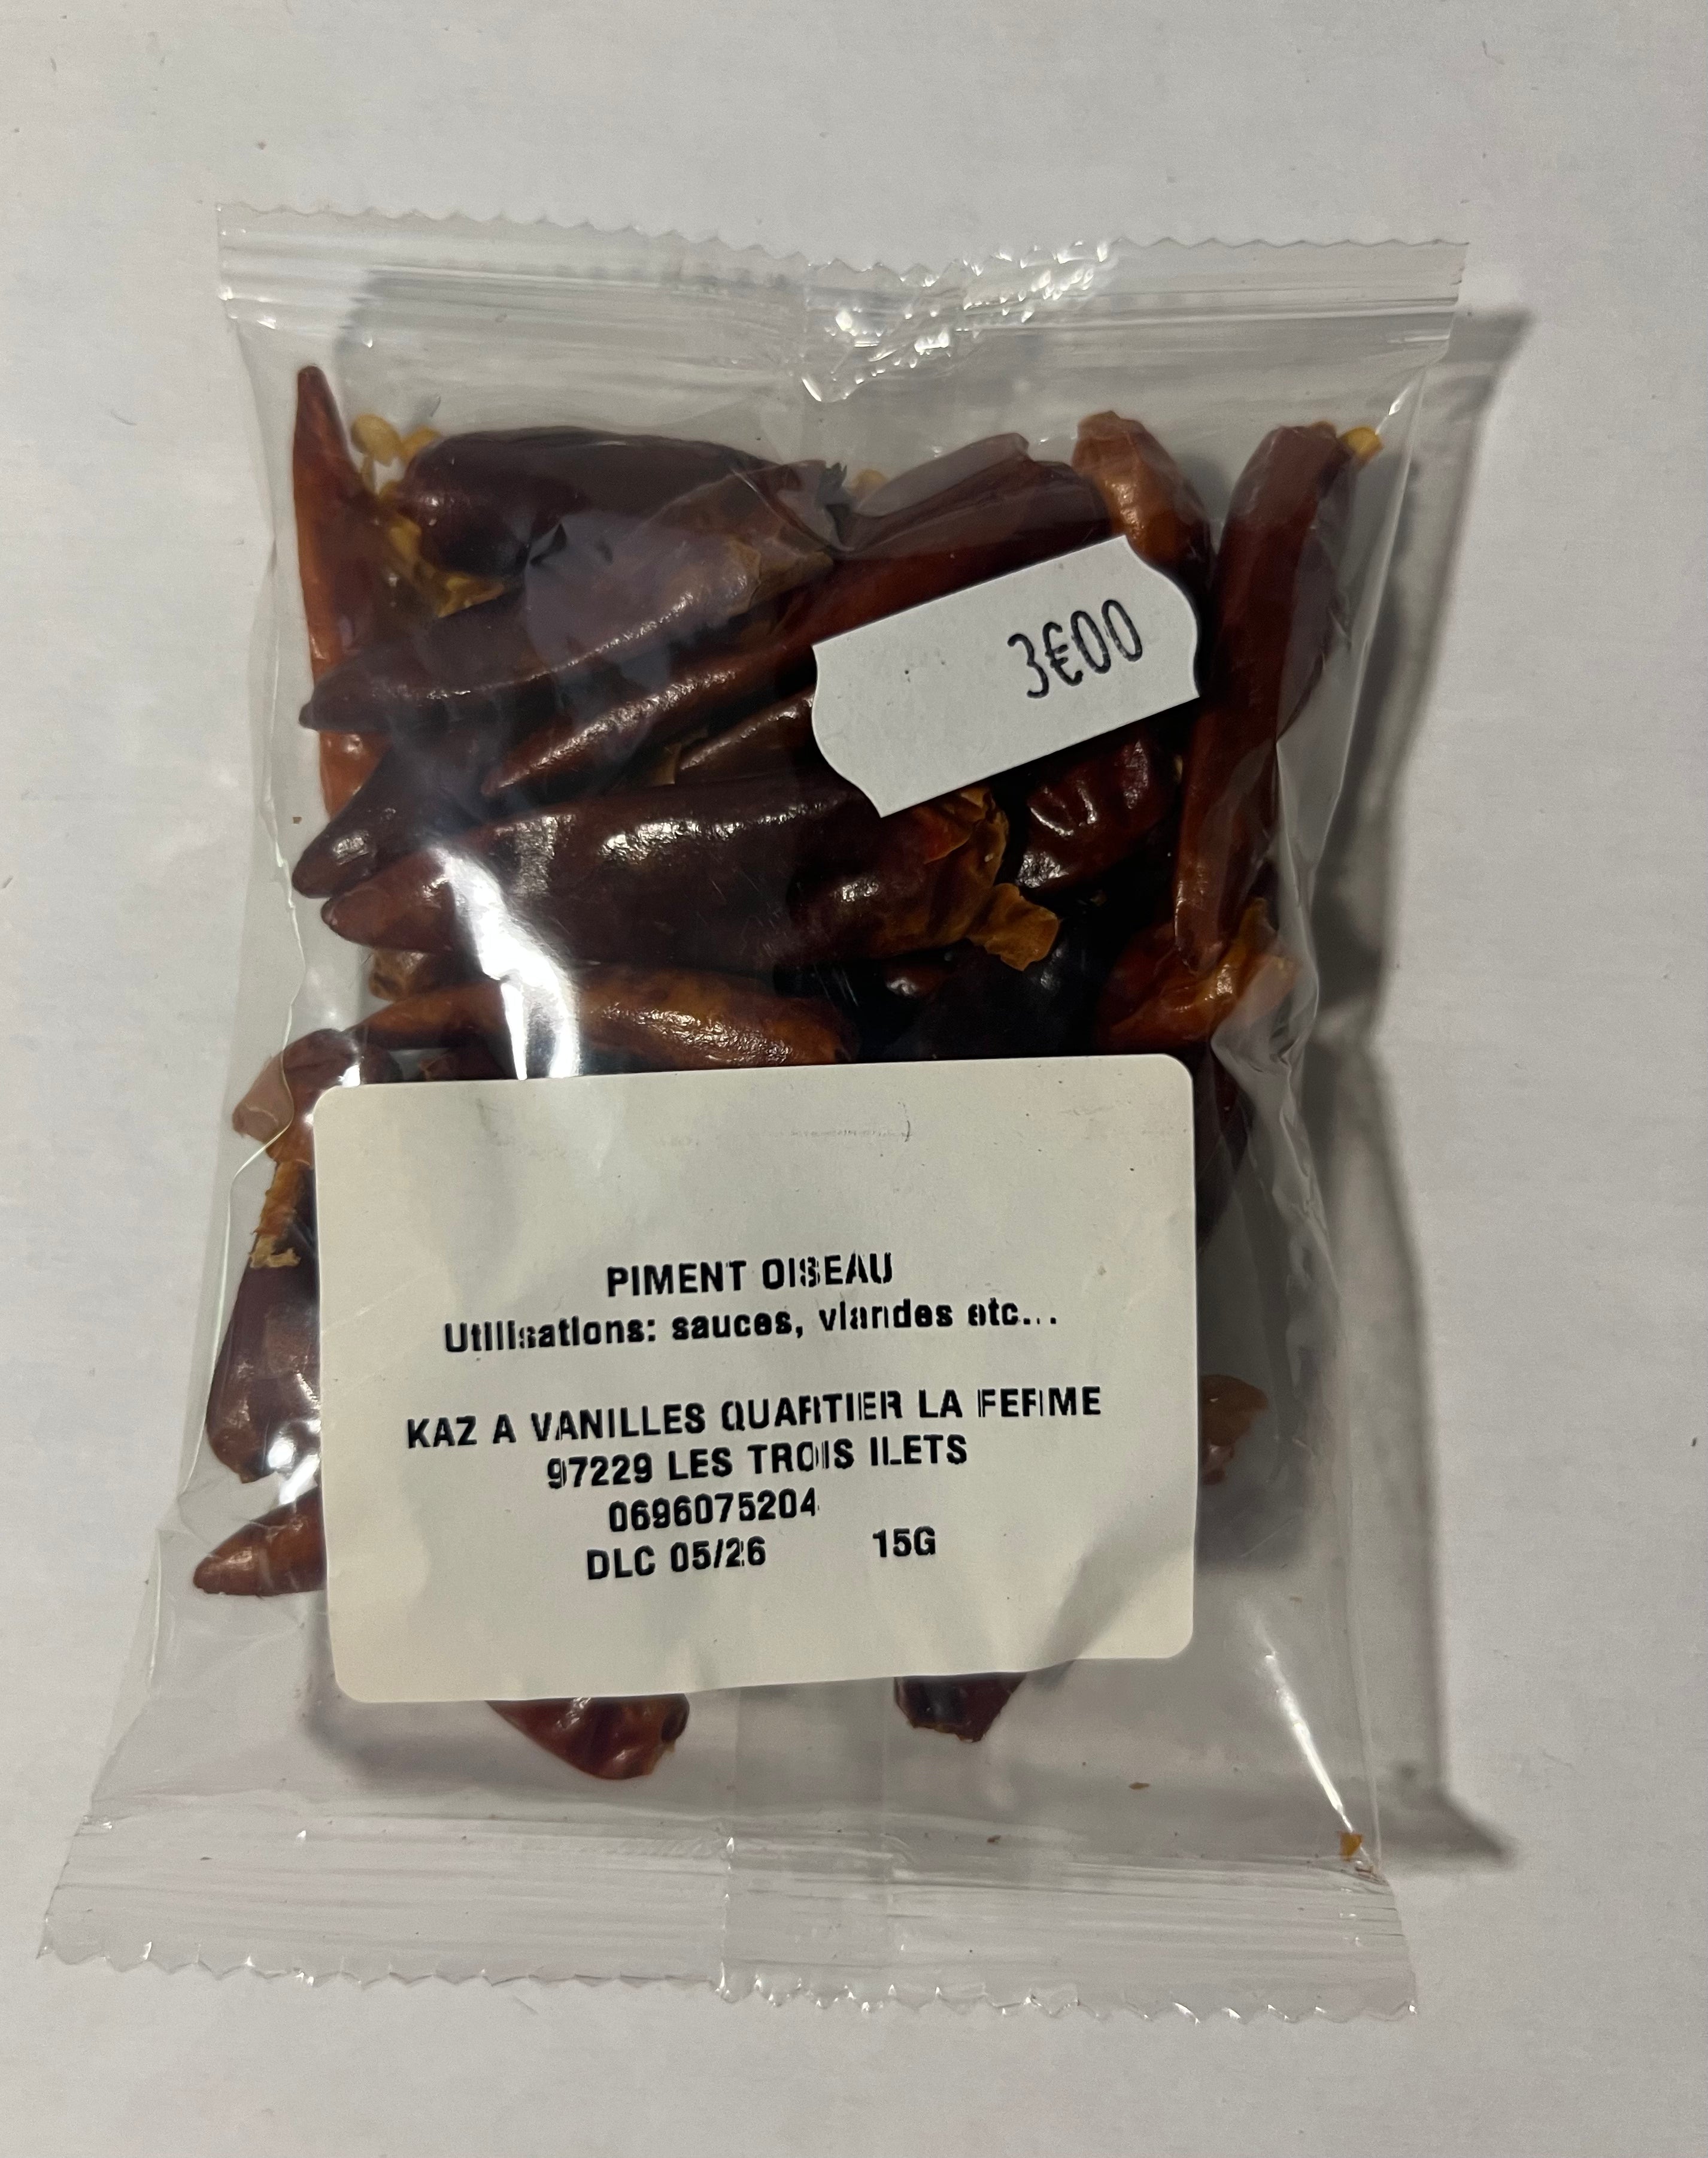 3€00
PIMENT OISEAU
Utilisations: sauces, viandes etc...
KAZ A VANILLES QUARTIER LA FERME
97229 LES TROIS ILETS
0696075204
DLC 05/26 15G